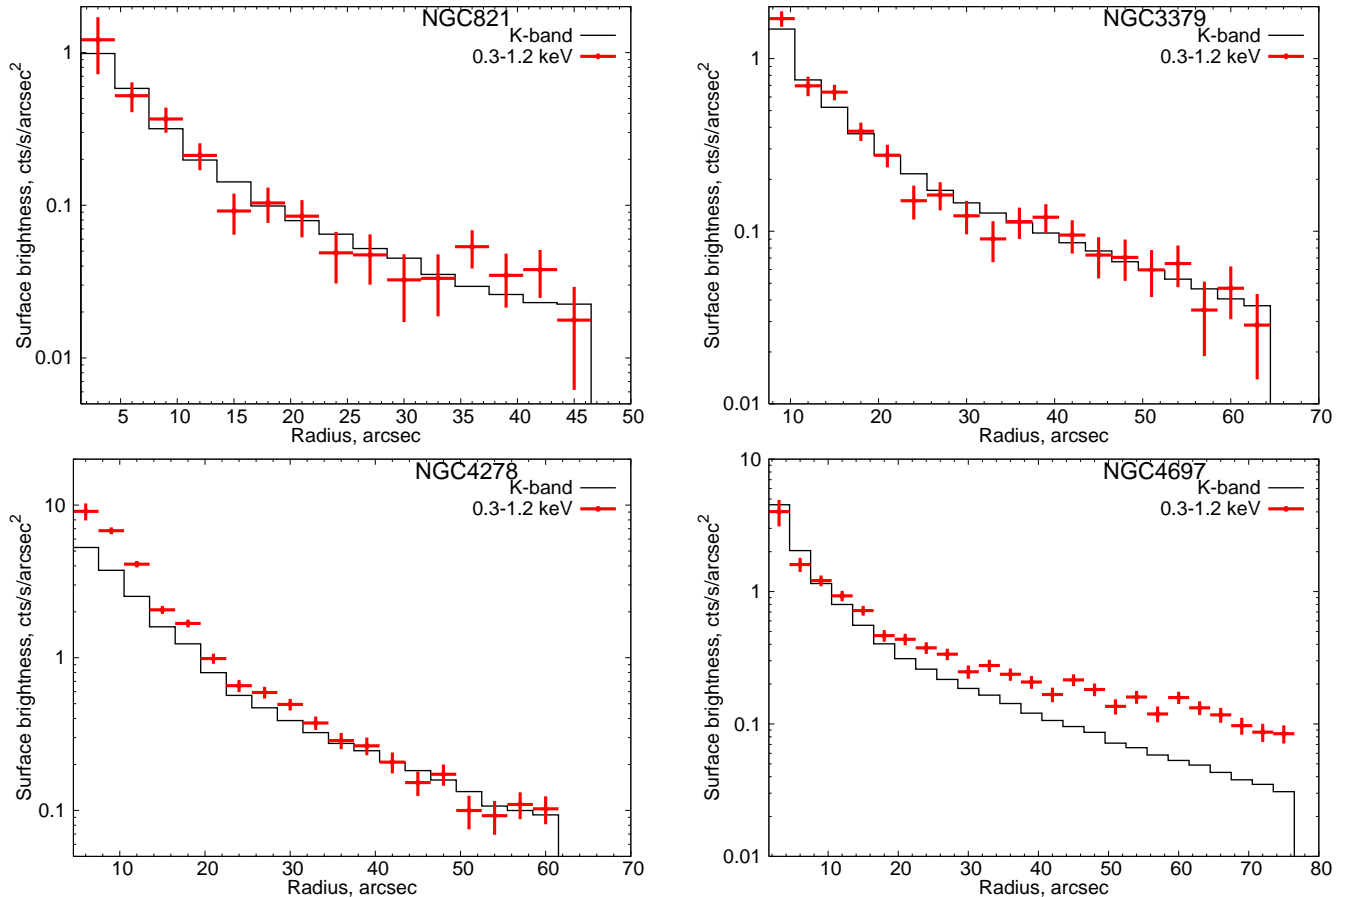 NGC821
K-band
0.3-1.2 keV
Surface brightness, cts/s/arcsec2
1
0.1
0.01
5 10 15 20 25 30 35 40 45 50
Radius, arcsec
NGC3379
K-band
0.3-1.2 keV
Surface brightness, cts/s/arcsec2
1
0.1
0.01
10 20 30 40 50 60 70
Radius, arcsec
NGC4278
K-band
0.3-1.2 keV
Surface brightness, cts/s/arcsec2
10
1
0.1
10 20 30 40 50 60 70
Radius, arcsec
NGC4697
K-band
0.3-1.2 keV
Surface brightness, cts/s/arcsec2
10
1
0.1
0.01
10 20 30 40 50 60 70 80
Radius, arcsec